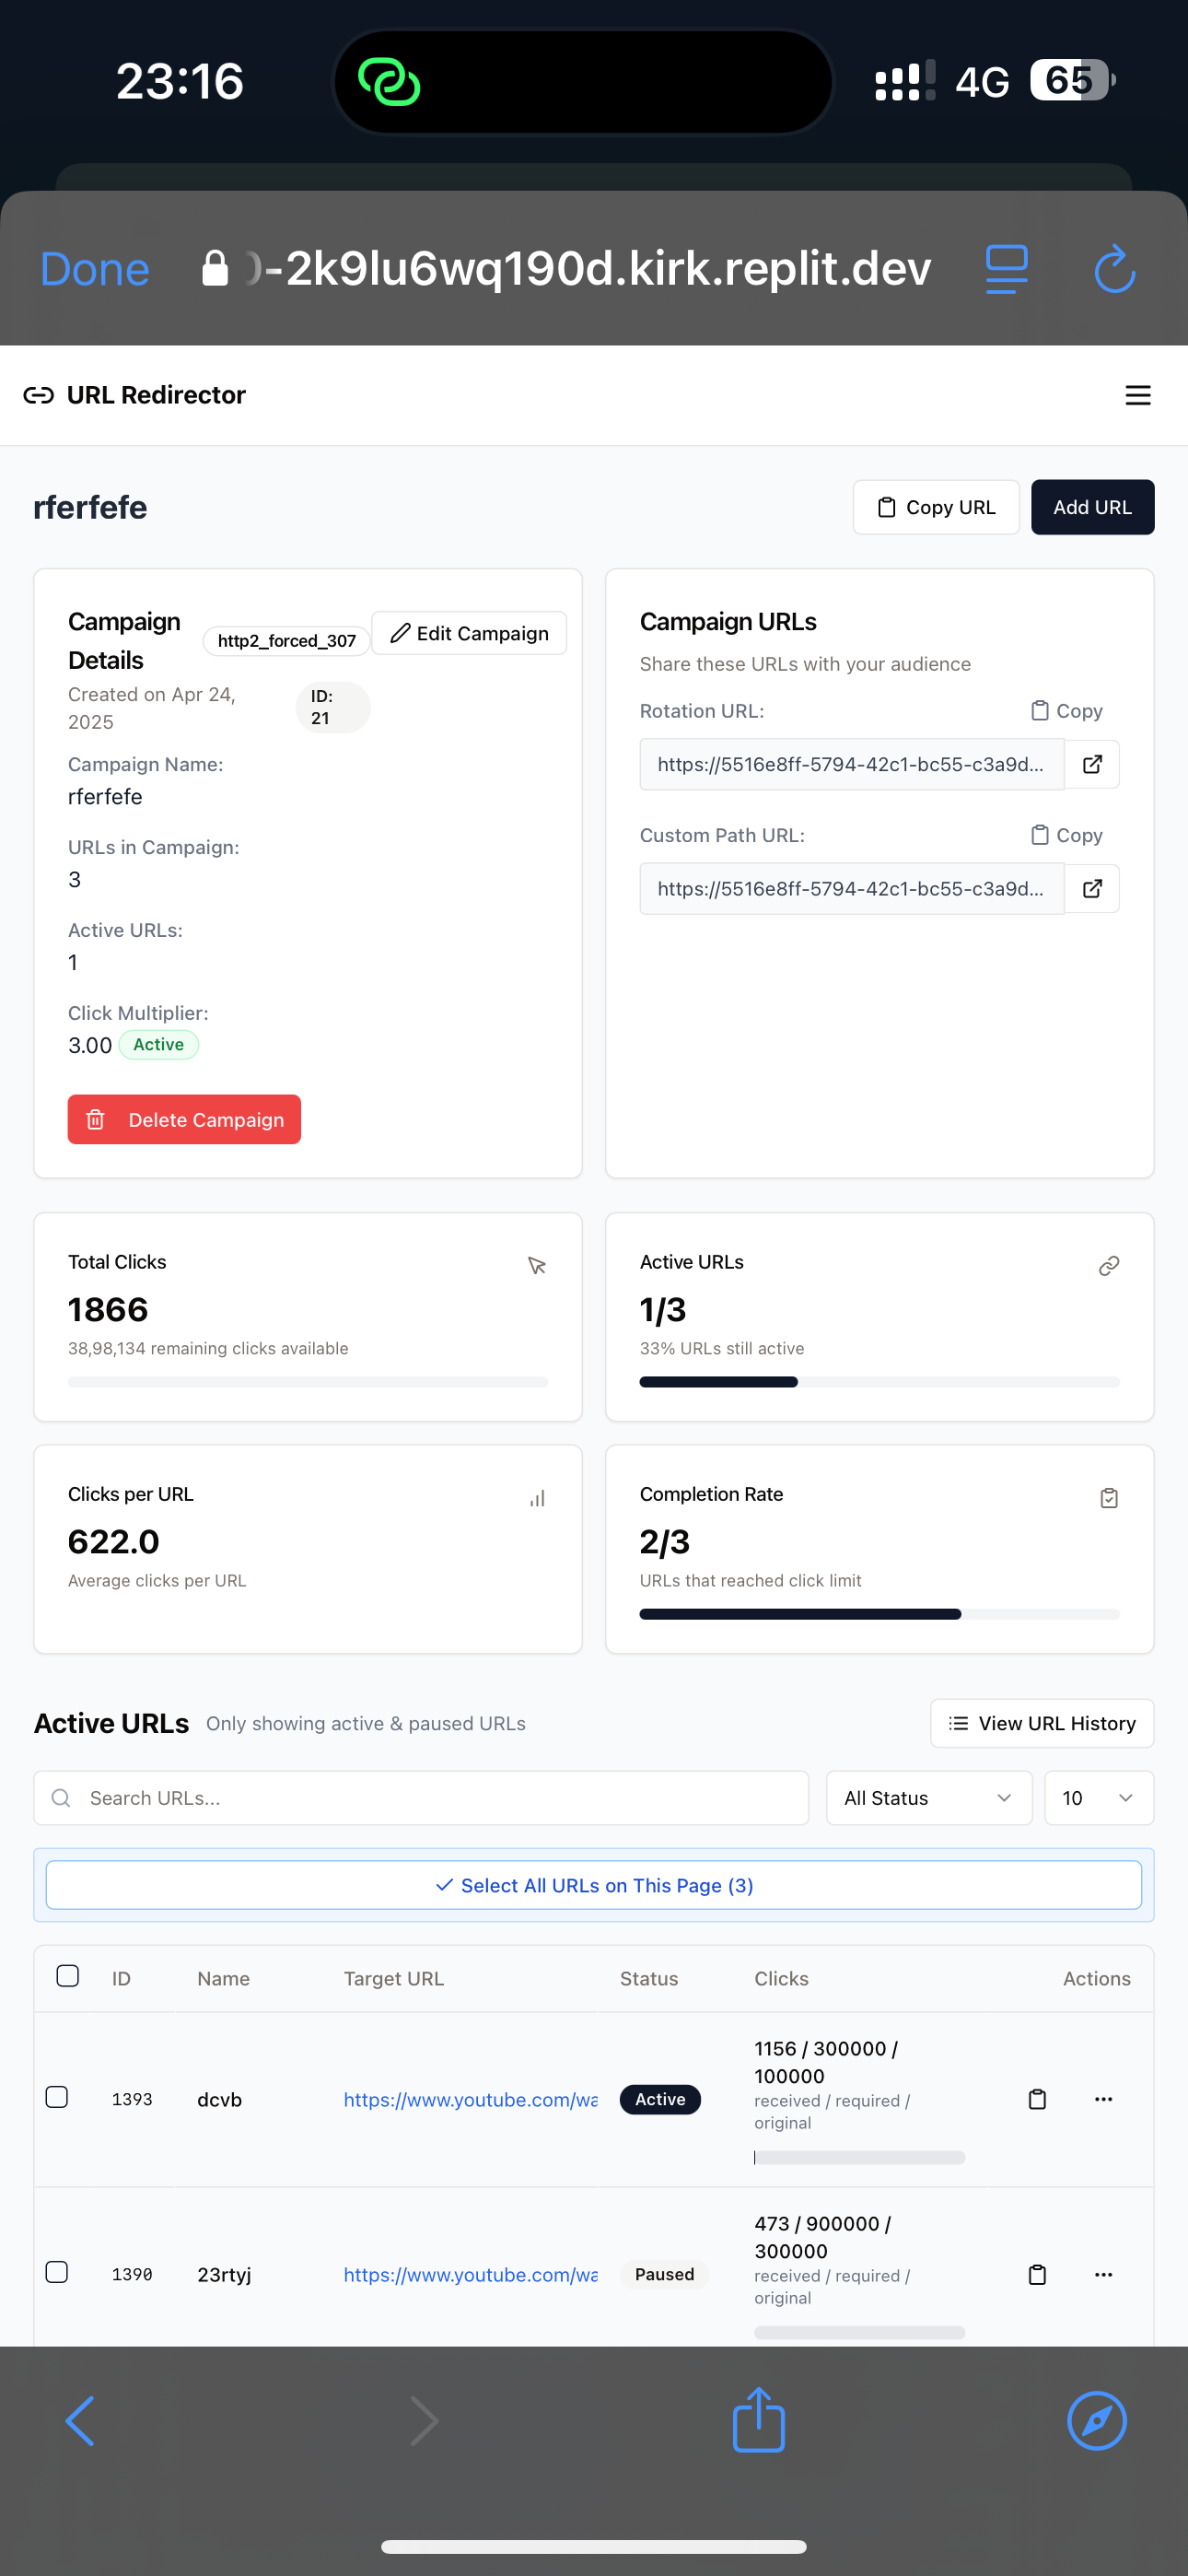 23:16
4G
65
Done
-2k9lu6wq190d.kirk.replit.dev
URL Redirector
rferfefe
Copy URL
Add URL
Campaign
Details
http2_forced_307
Edit Campaign
Created on Apr 24,
2025
ID:
21
Campaign Name:
rferfefe
URLs in Campaign:
3
Active URLs:
1
Click Multiplier:
3.00 Active
Delete Campaign
Campaign URLs
Share these URLs with your audience
Rotation URL:
Copy
https://5516e8ff-5794-42c1-bc55-c3a9d...
Custom Path URL:
Copy
https://5516e8ff-5794-42c1-bc55-c3a9d...
Total Clicks
1866
38,98,134 remaining clicks available
Active URLs
1/3
33% URLs still active
Clicks per URL
622.0
Average clicks per URL
Completion Rate
2/3
URLs that reached click limit
Active URLs
Only showing active & paused URLs
View URL History
Search URLs...
All Status
10
Select All URLs on This Page (3)
ID Name Target URL Status Clicks Actions
1393 dcvb https://www.youtube.com/wa Active
1156 / 300000 /
100000
received / required /
original
1390 23rtyj https://www.youtube.com/wa Paused
473 / 900000 /
300000
received / required /
original